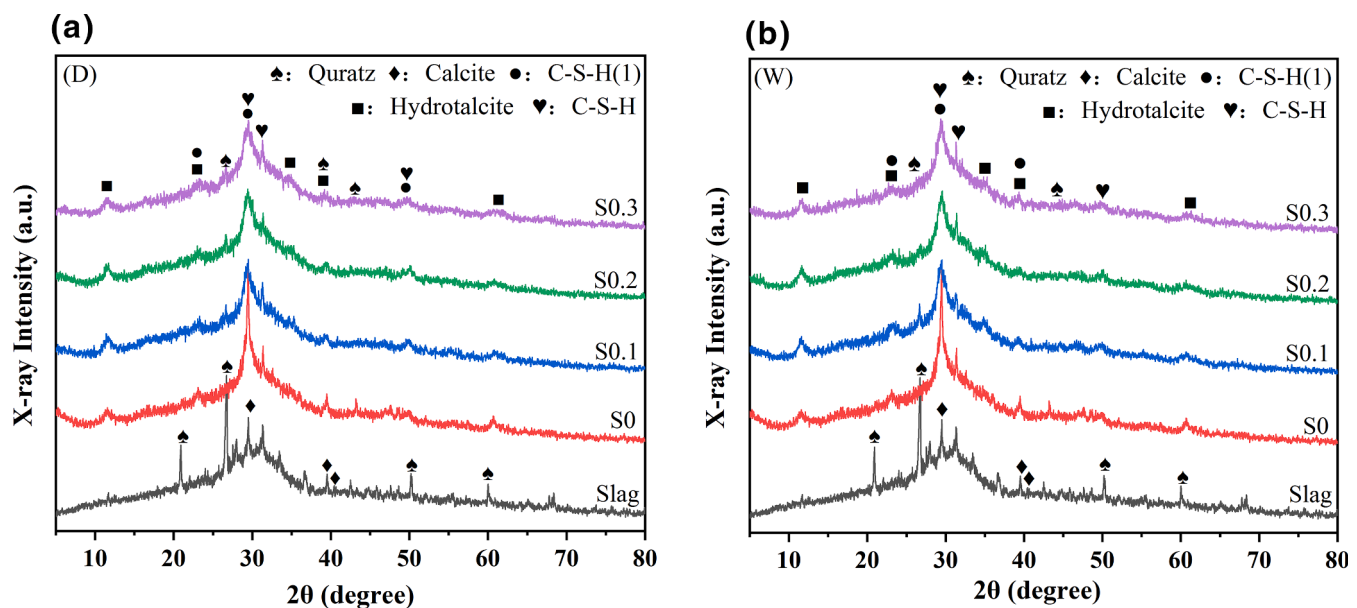 (a)
(D)
♠: Quratz ♦: Calcite ●: C-S-H(1)
■: Hydrotalcite ♥: C-S-H
S0.3
S0.2
S0.1
S0
Slag
X-ray Intensity (a.u.)
10 20 30 40 50 60 70 80
2θ (degree)
(b)
(W)
♠: Quratz ♦: Calcite ●: C-S-H(1)
■: Hydrotalcite ♥: C-S-H
S0.3
S0.2
S0.1
S0
Slag
X-ray Intensity (a.u.)
10 20 30 40 50 60 70 80
2θ (degree)